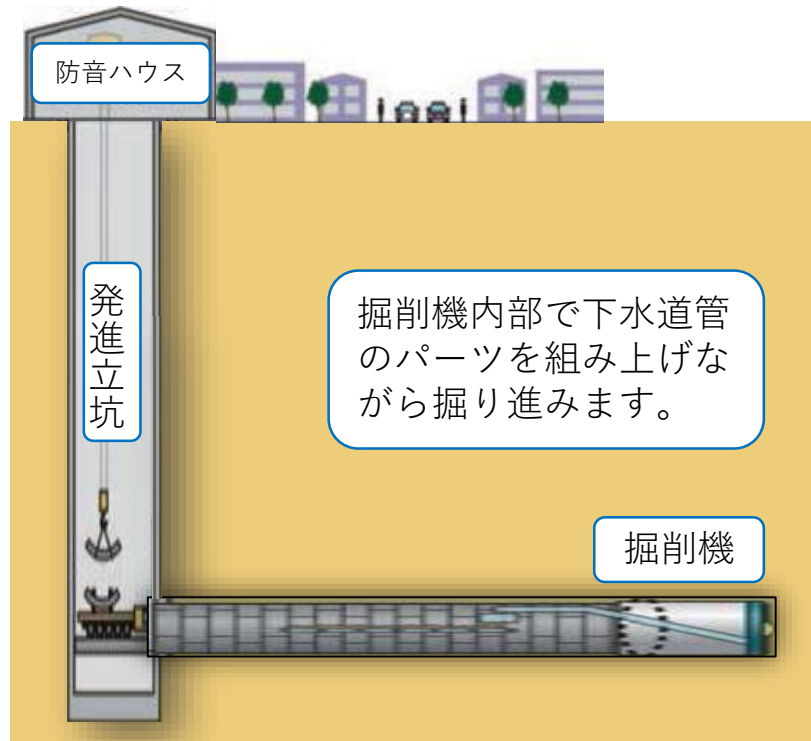 防音ハウス
発進立坑
掘削機内部で下水道管
のパーツを組み上げな
がら掘り進みます。
掘削機